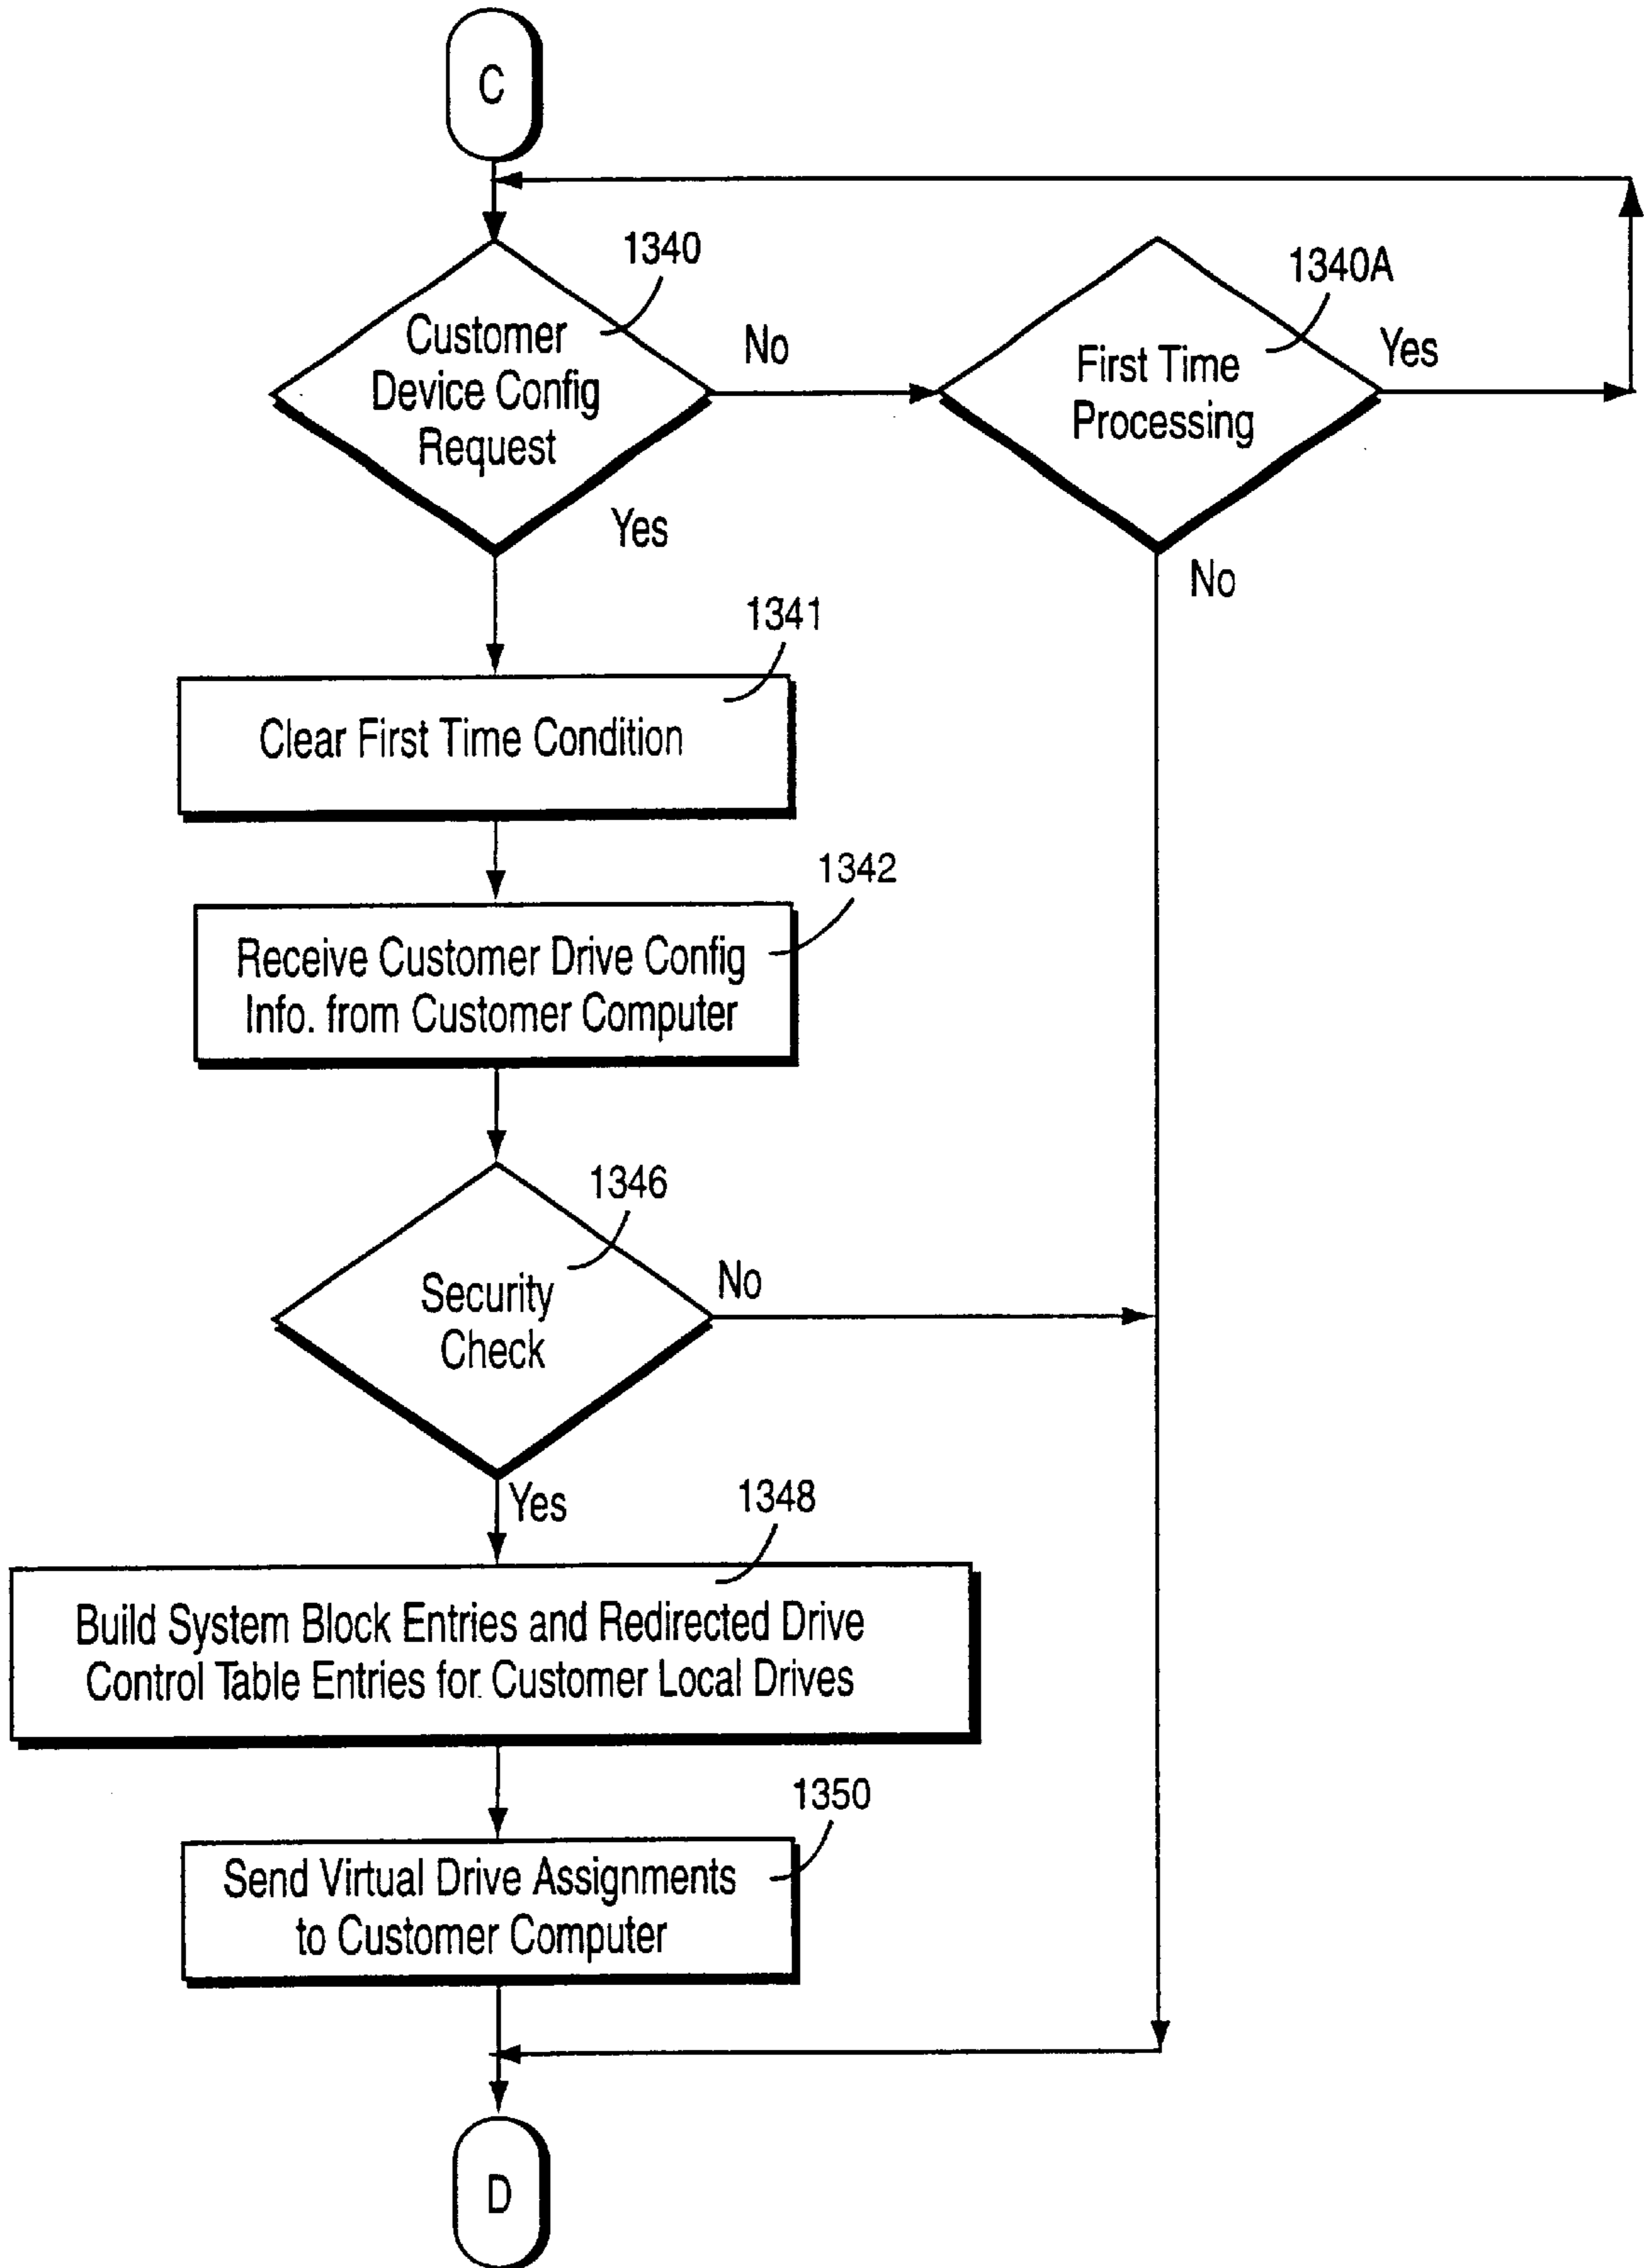 C
1340
Customer
Device Config
Request
No
1340A
First Time
Processing
Yes
Yes
No
1341
Clear First Time Condition
1342
Receive Customer Drive Config
Info. from Customer Computer
1346
Security
Check
No
Yes
1348
Build System Block Entries and Redirected Drive
Control Table Entries for Customer Local Drives
1350
Send Virtual Drive Assignments
to Customer Computer
D